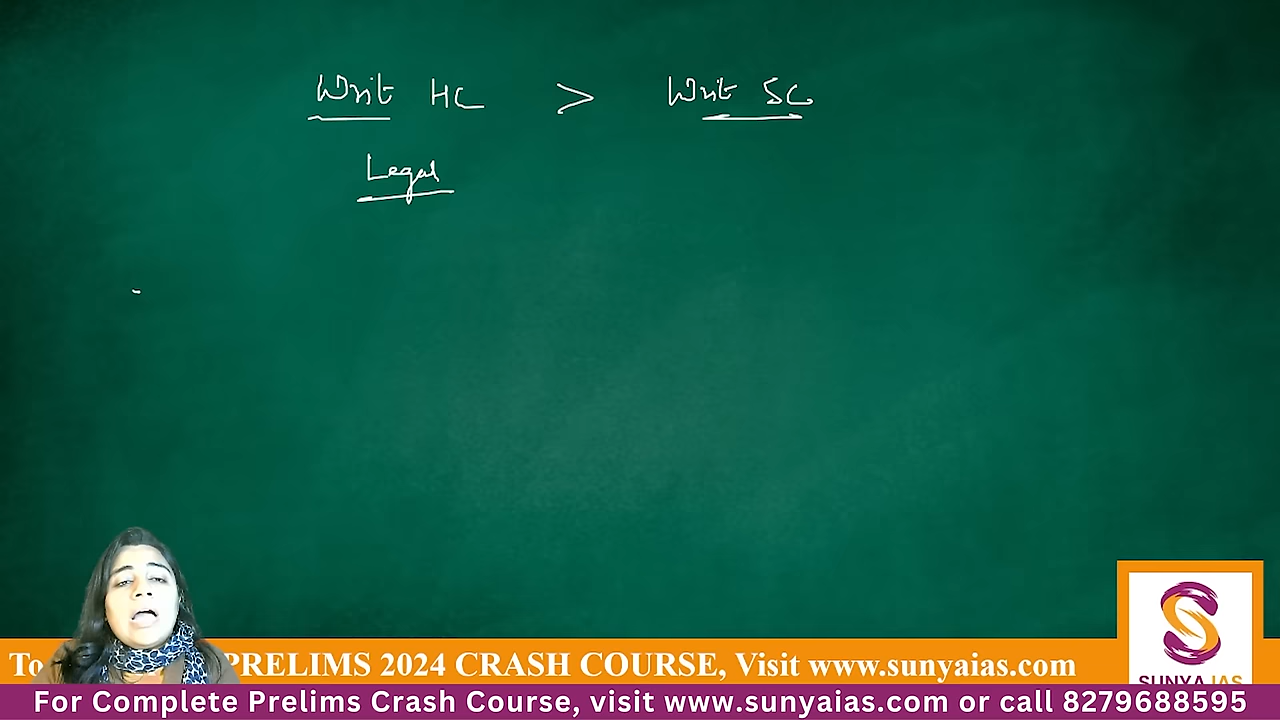 Writ HC > Writ SC
Legal
To PRELIMS 2024 CRASH COURSE, Visit www.sunyaias.com
SUNYA IAS
For Complete Prelims Crash Course, visit www.sunyaias.com or call 8279688595